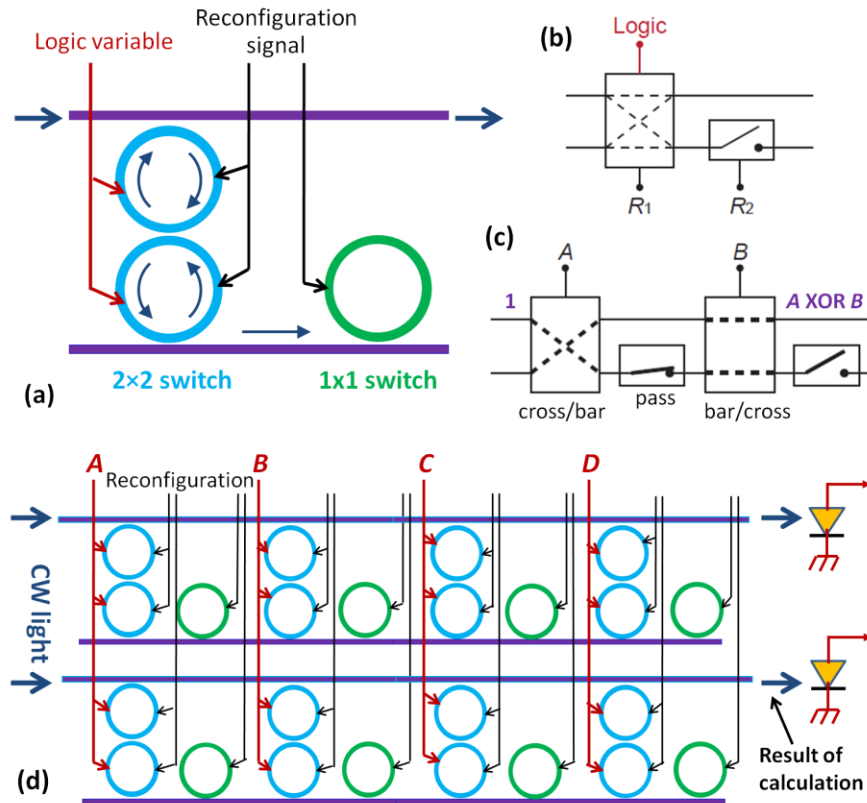 (a)
Logic variable
Reconfiguration
signal
2×2 switch
1x1 switch
(b)
Logic
R1
R2
(c)
A
B
1
A XOR B
cross/bar
pass
bar/cross
(d)
A
Reconfiguration
B
C
D
CW light
Result of
calculation